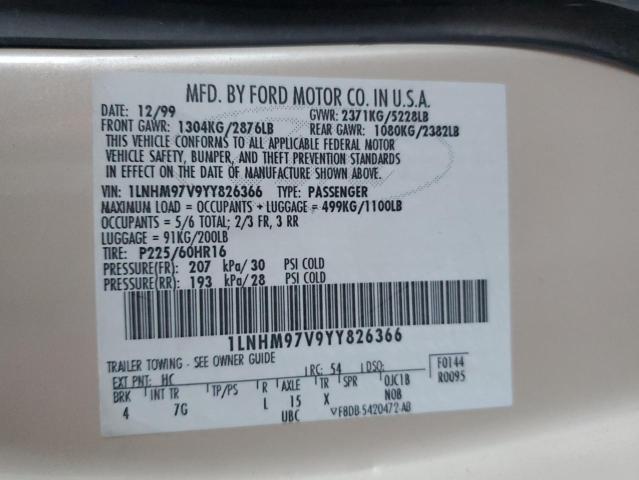 MFD. BY FORD MOTOR CO. IN U.S.A.
DATE: 12/99 GVWR: 2371KG/5228LB
FRONT GAWR: 1304KG/2876LB REAR GAWR: 1080KG/2382LB
THIS VEHICLE CONFORMS TO ALL APPLICABLE FEDERAL MOTOR
VEHICLE SAFETY, BUMPER, AND THEFT PREVENTION STANDARDS
IN EFFECT ON THE DATE OF MANUFACTURE SHOWN ABOVE.
VIN: 1LNHM97V9YY826366 TYPE: PASSENGER
MAXIMUM LOAD = OCCUPANTS + LUGGAGE = 499KG/1100LB
OCCUPANTS = 5/6 TOTAL; 2/3 FR, 3 RR
LUGGAGE = 91KG/200LB
TIRE: P225/60HR16
PRESSURE(FR) = 207 kPa/30 PSI COLD
PRESSURE(RR) = 193 kPa/28 PSI COLD
1LNHM97V9YY826366
TRAILER TOWING - SEE OWNER GUIDE
EXT PNT: HC RC: 54 DSO: F0144
BRK INT TR TP/PS R AXLE TR SPR OJC1B R0095
4 7G L 15 X NOB
UBC VF8DB-5420472-AB